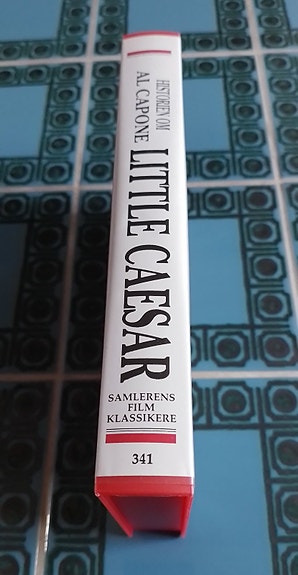 HISTORIEN OM
AL CAPONE
LITTLE CAESAR
SAMLERENS
FILM
KLASSIKERE
341